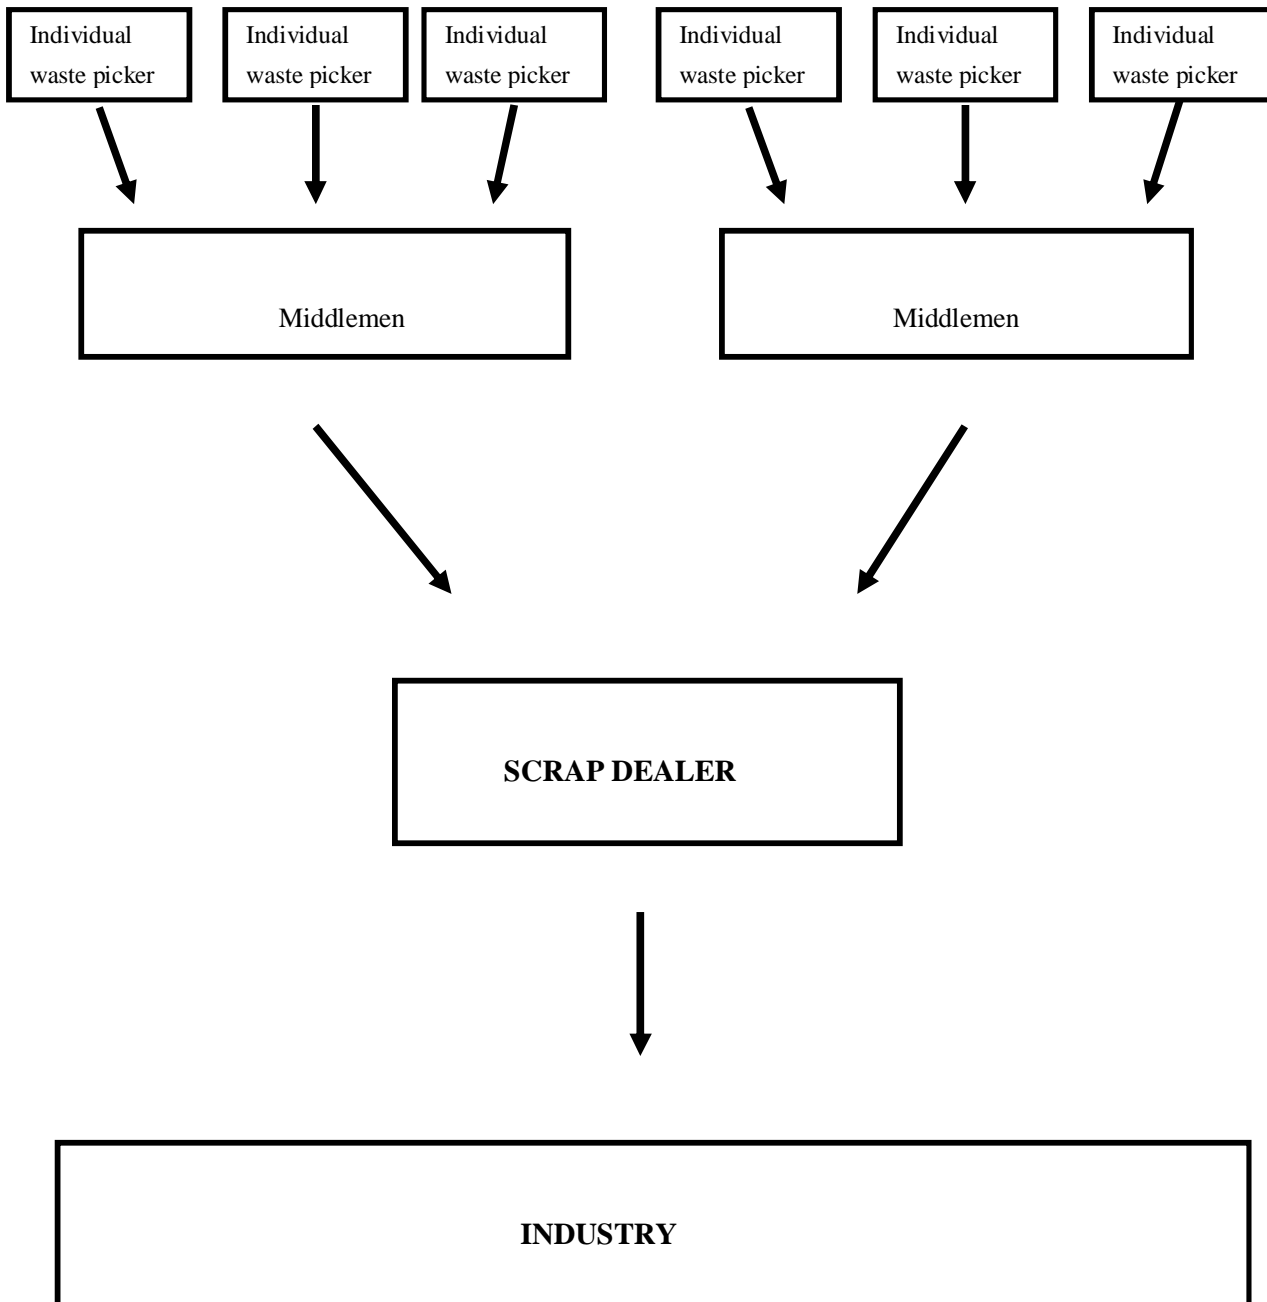 Individual
waste picker
Individual
waste picker
Individual
waste picker
Individual
waste picker
Individual
waste picker
Individual
waste picker
Middlemen
Middlemen
SCRAP DEALER
INDUSTRY